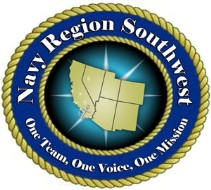 Navy Region Southwest
One Team, One Voice, One Mission